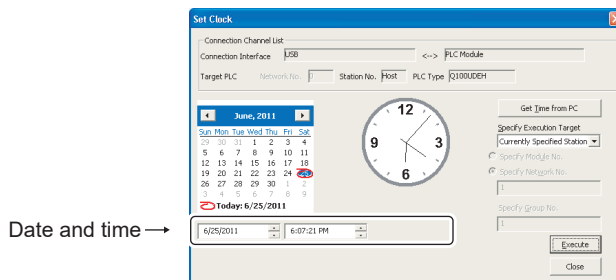 Set Clock
Connection Channel List
Connection Interface USB <--> PLC Module
Target PLC Network No. 0 Station No. Host PLC Type Q100UDEH
June, 2011
Sun Mon Tue Wed Thu Fri Sat
29 30 31 1 2 3 4
5 6 7 8 9 10 11
12 13 14 15 16 17 18
19 20 21 22 23 24 25
26 27 28 29 30 1 2
3 4 5 6 7 8 9
Today: 6/25/2011
12
9 3
6
Get Time from PC
Specify Execution Target
Currently Specified Station
Specify Module No.
Specify Network No.
1
Specify Group No.
1
Date and time
6/25/2011 6:07:21 PM
Execute
Close